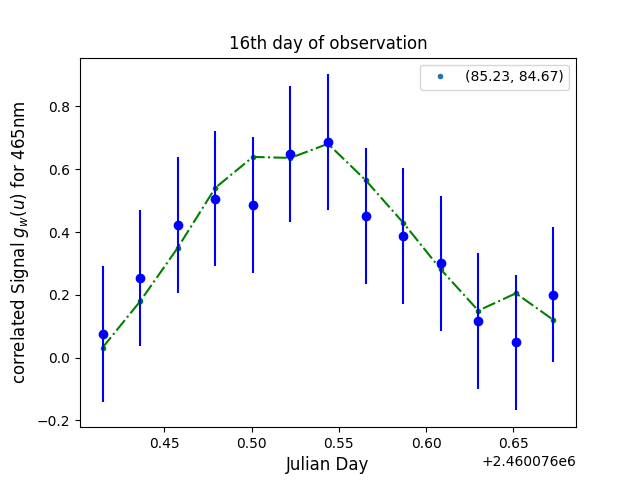 16th day of observation
(85.23, 84.67)
correlated Signal g_w(u) for 465nm
0.8
0.6
0.4
0.2
0.0
−0.2
0.45 0.50 0.55 0.60 0.65
+2.460076e6
Julian Day